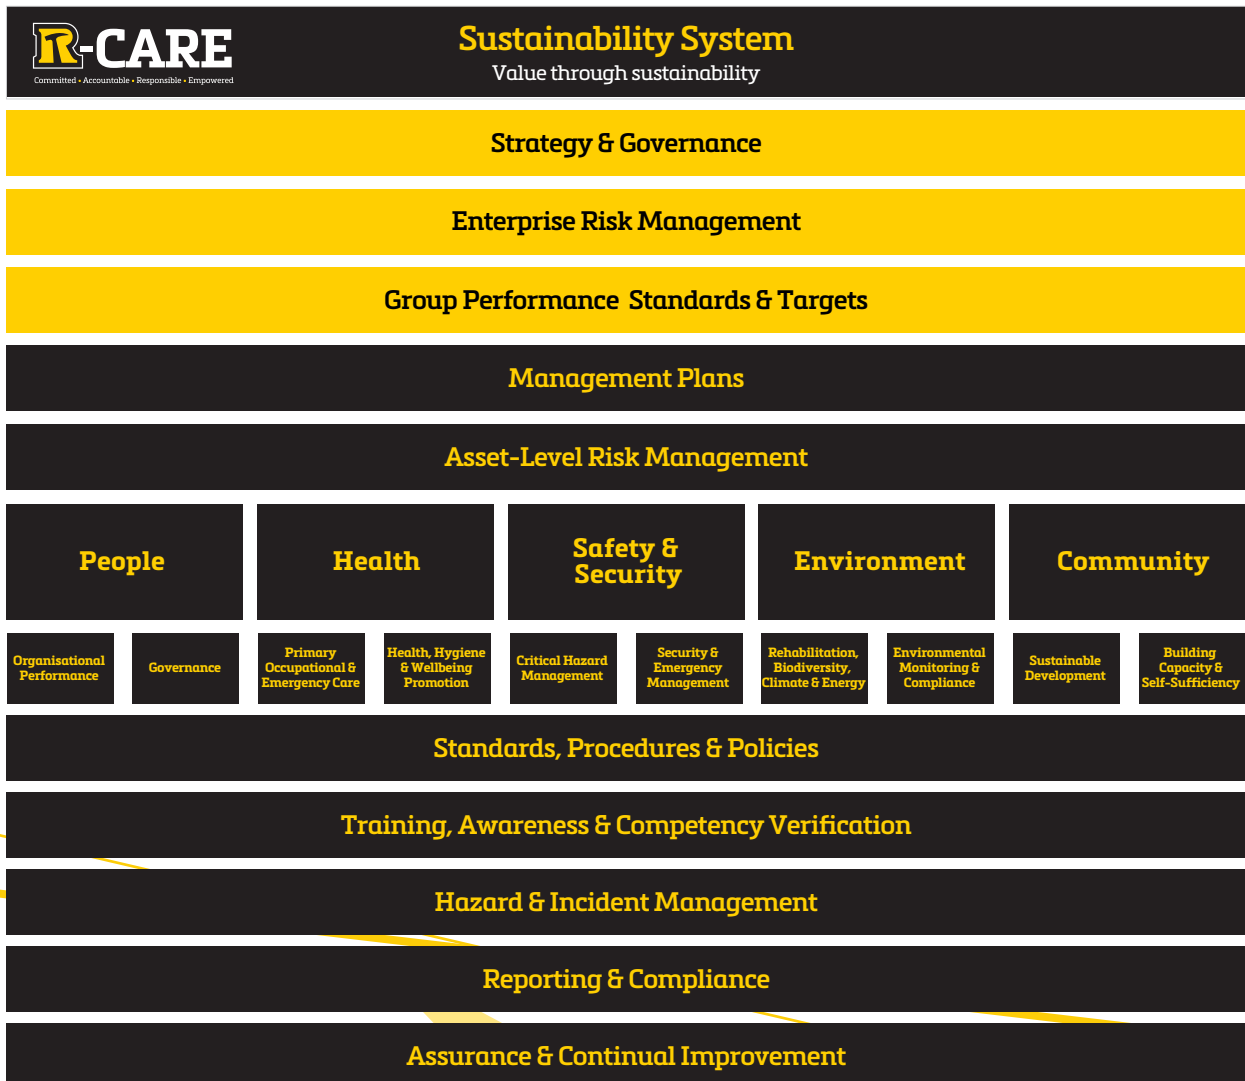 R-CARE
Committed • Accountable • Responsible • Empowered
Sustainability System
Value through sustainability
Strategy & Governance
Enterprise Risk Management
Group Performance Standards & Targets
Management Plans
Asset-Level Risk Management
People
Health
Safety &
Security
Environment
Community
Organisational
Performance
Governance
Primary
Occupational &
Emergency Care
Health, Hygiene
& Wellbeing
Promotion
Critical Hazard
Management
Security &
Emergency
Management
Rehabilitation,
Biodiversity,
Climate & Energy
Environmental
Monitoring &
Compliance
Sustainable
Development
Building
Capacity &
Self-Sufficiency
Standards, Procedures & Policies
Training, Awareness & Competency Verification
Hazard & Incident Management
Reporting & Compliance
Assurance & Continual Improvement